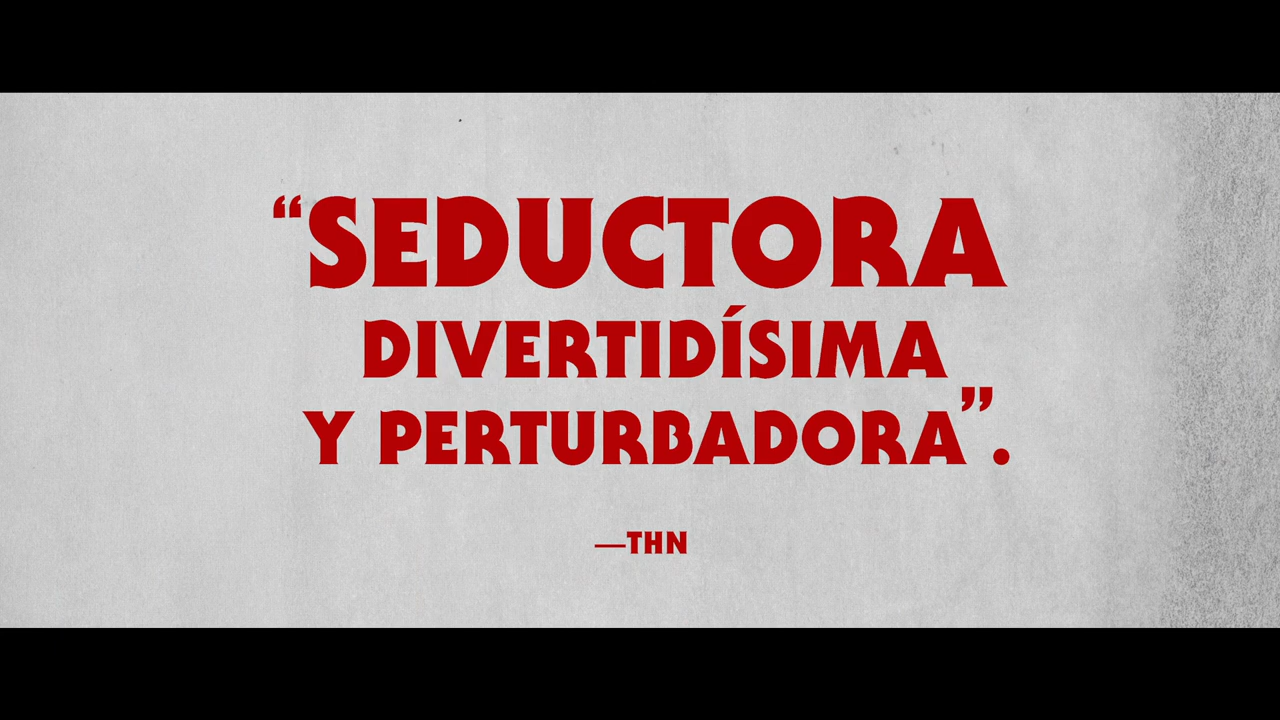 “SEDUCTORA
DIVERTIDÍSIMA
Y PERTURBADORA”.
—THN